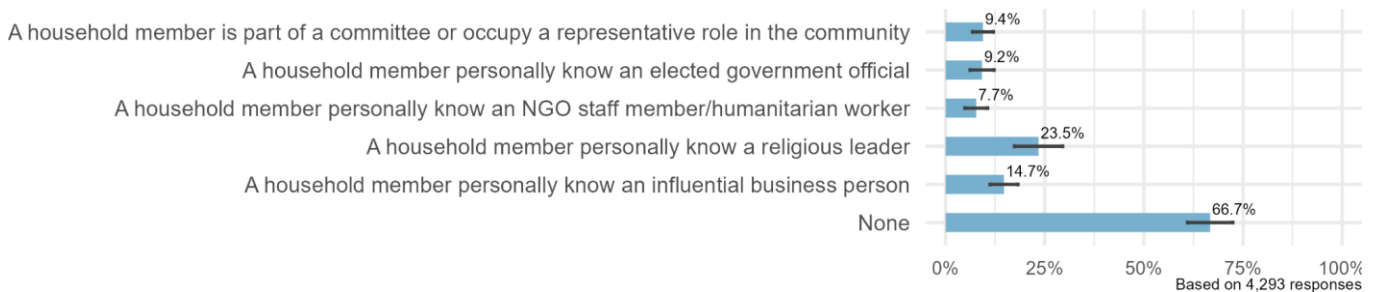 A household member is part of a committee or occupy a representative role in the community
9.4%
A household member personally know an elected government official
9.2%
A household member personally know an NGO staff member/humanitarian worker
7.7%
A household member personally know a religious leader
23.5%
A household member personally know an influential business person
14.7%
None
66.7%
0% 25% 50% 75% 100%
Based on 4,293 responses